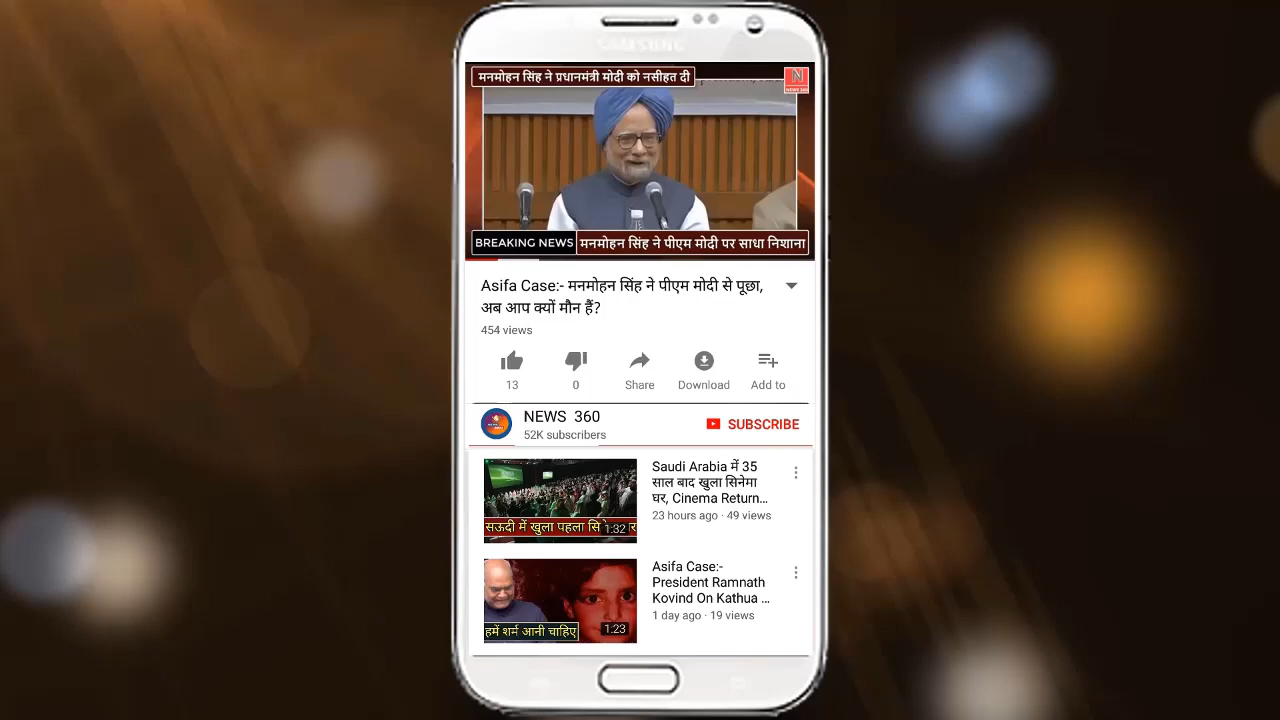 SAMSUNG
मनमोहन सिंह ने प्रधानमंत्री मोदी को नसीहत दी
N
NEWS 360
BREAKING NEWS मनमोहन सिंह ने पीएम मोदी पर साधा निशाना
Asifa Case:- मनमोहन सिंह ने पीएम मोदी से पूछा,
अब आप क्यों मौन हैं?
454 views
13
0
Share
Download
Add to
NEWS 360
52K subscribers
SUBSCRIBE
Saudi Arabia में 35
साल बाद खुला सिनेमा
घर, Cinema Return...
23 hours ago · 49 views
सऊदी में खुला पहला
1:32
Asifa Case:-
President Ramnath
Kovind On Kathua ...
1 day ago · 19 views
हमें शर्म आनी चाहिए
1:23